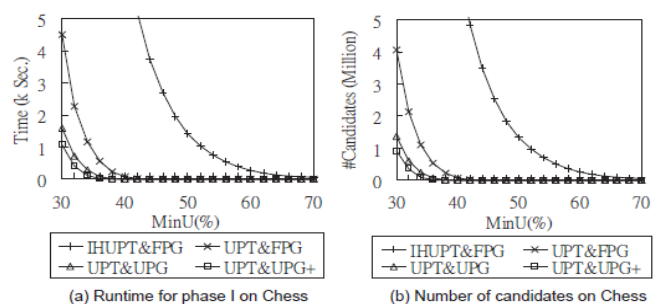 5
4
3
2
1
0
Time (k Sec.)
30 40 50 60 70
MinU(%)
IHUPT&FPG UPT&FPG
UPT&UPG UPT&UPG+
(a) Runtime for phase I on Chess
5
4
3
2
1
0
#Candidates (Million)
30 40 50 60 70
MinU(%)
IHUPT&FPG UPT&FPG
UPT&UPG UPT&UPG+
(b) Number of candidates on Chess